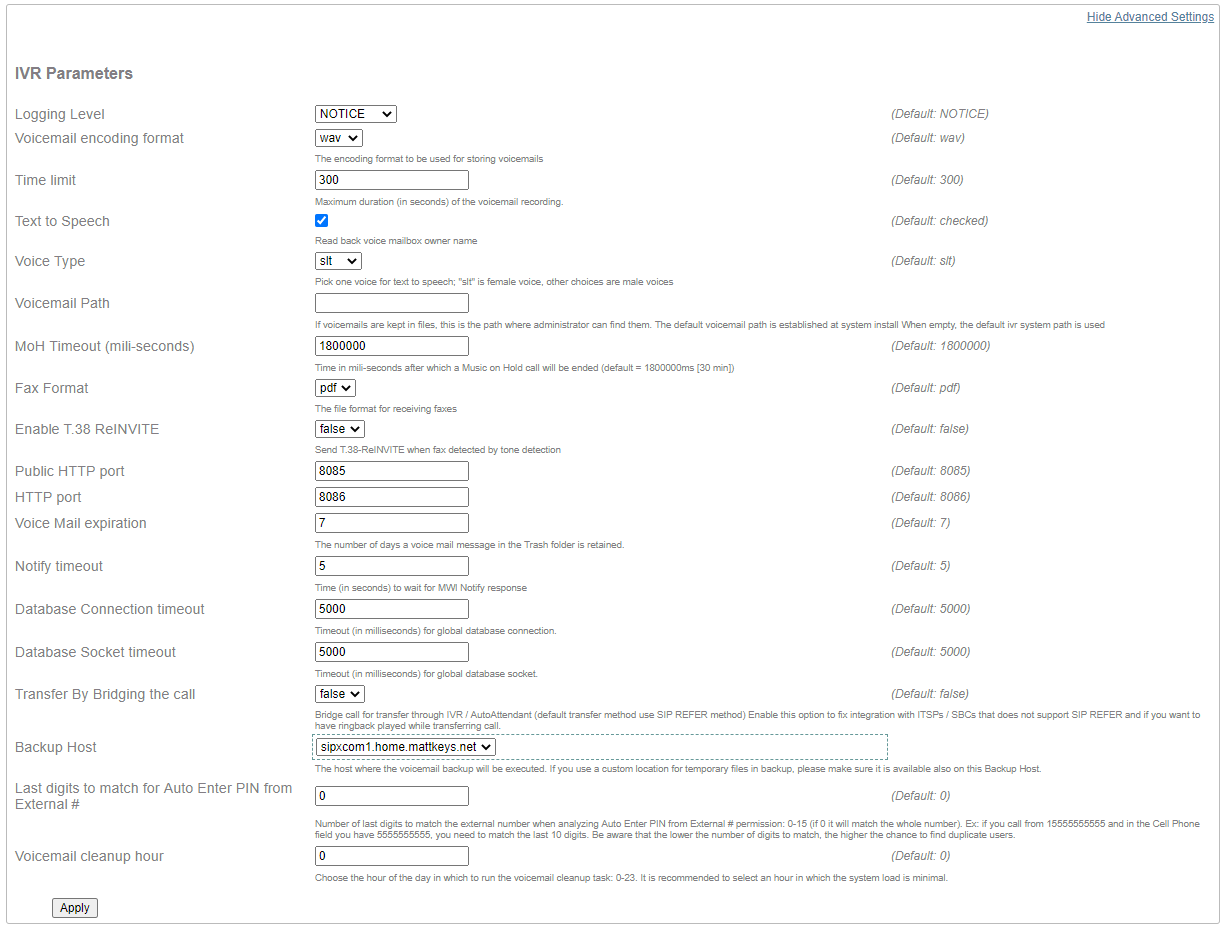 Hide Advanced Settings
IVR Parameters
Logging Level NOTICE (Default: NOTICE)
Voicemail encoding format wav (Default: wav)
The encoding format to be used for storing voicemails
Time limit 300 (Default: 300)
Maximum duration (in seconds) of the voicemail recording.
Text to Speech (Default: checked)
Read back voice mailbox owner name
Voice Type slt (Default: slt)
Pick one voice for text to speech; "slt" is female voice, other choices are male voices
Voicemail Path
If voicemails are kept in files, this is the path where administrator can find them. The default voicemail path is established at system install When empty, the default ivr system path is used
MoH Timeout (mili-seconds) 1800000 (Default: 1800000)
Time in mili-seconds after which a Music on Hold call will be ended (default = 1800000ms [30 min])
Fax Format pdf (Default: pdf)
The file format for receiving faxes
Enable T.38 ReINVITE false (Default: false)
Send T.38-ReINVITE when fax detected by tone detection
Public HTTP port 8085 (Default: 8085)
HTTP port 8086 (Default: 8086)
Voice Mail expiration 7 (Default: 7)
The number of days a voice mail message in the Trash folder is retained.
Notify timeout 5 (Default: 5)
Time (in seconds) to wait for MWI Notify response
Database Connection timeout 5000 (Default: 5000)
Timeout (in milliseconds) for global database connection.
Database Socket timeout 5000 (Default: 5000)
Timeout (in milliseconds) for global database socket.
Transfer By Bridging the call false (Default: false)
Bridge call for transfer through IVR / AutoAttendant (default transfer method use SIP REFER method) Enable this option to fix integration with ITSPs / SBCs that does not support SIP REFER and if you want to
have ringback played while transferring call.
Backup Host sipxcom1.home.mattkeys.net
The host where the voicemail backup will be executed. If you use a custom location for temporary files in backup, please make sure it is available also on this Backup Host.
Last digits to match for Auto Enter PIN from
External # 0 (Default: 0)
Number of last digits to match the external number when analyzing Auto Enter PIN from External # permission: 0-15 (if 0 it will match the whole number). Ex: if you call from 15555555555 and in the Cell Phone
field you have 5555555555, you need to match the last 10 digits. Be aware that the lower the number of digits to match, the higher the chance to find duplicate users.
Voicemail cleanup hour 0 (Default: 0)
Choose the hour of the day in which to run the voicemail cleanup task: 0-23. It is recommended to select an hour in which the system load is minimal.
Apply